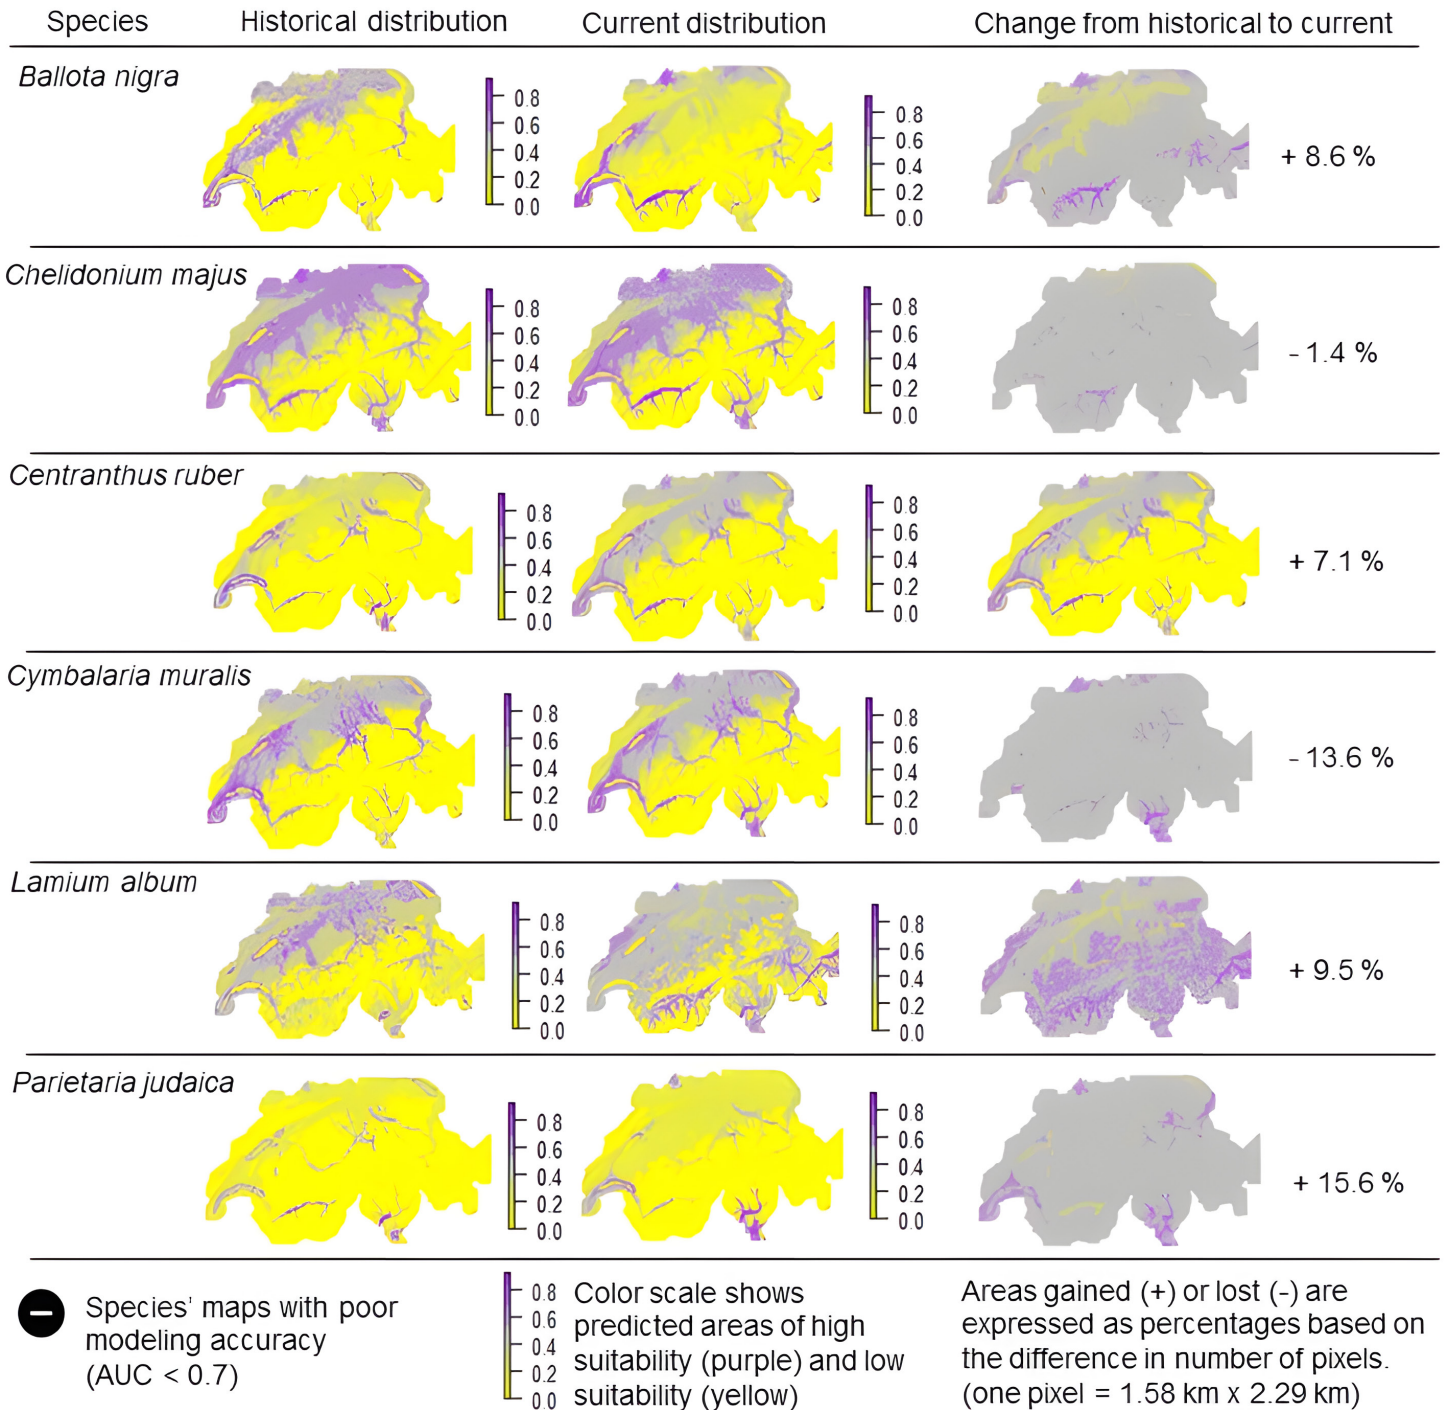 Species Historical distribution Current distribution Change from historical to current
Ballota nigra
0.8 0.6 0.4 0.2 0.0
0.8 0.6 0.4 0.2 0.0
+ 8.6 %
Chelidonium majus
0.8 0.6 0.4 0.2 0.0
0.8 0.6 0.4 0.2 0.0
- 1.4 %
Centranthus ruber
0.8 0.6 0.4 0.2 0.0
0.8 0.6 0.4 0.2 0.0
+ 7.1 %
Cymbalaria muralis
0.8 0.6 0.4 0.2 0.0
0.8 0.6 0.4 0.2 0.0
- 13.6 %
Lamium album
0.8 0.6 0.4 0.2 0.0
0.8 0.6 0.4 0.2 0.0
+ 9.5 %
Parietaria judaica
0.8 0.6 0.4 0.2 0.0
0.8 0.6 0.4 0.2 0.0
+ 15.6 %
Species' maps with poor
modeling accuracy
(AUC < 0.7)
0.8 0.6 0.4 0.2 0.0
Color scale shows
predicted areas of high
suitability (purple) and low
suitability (yellow)
Areas gained (+) or lost (-) are
expressed as percentages based on
the difference in number of pixels.
(one pixel = 1.58 km x 2.29 km)